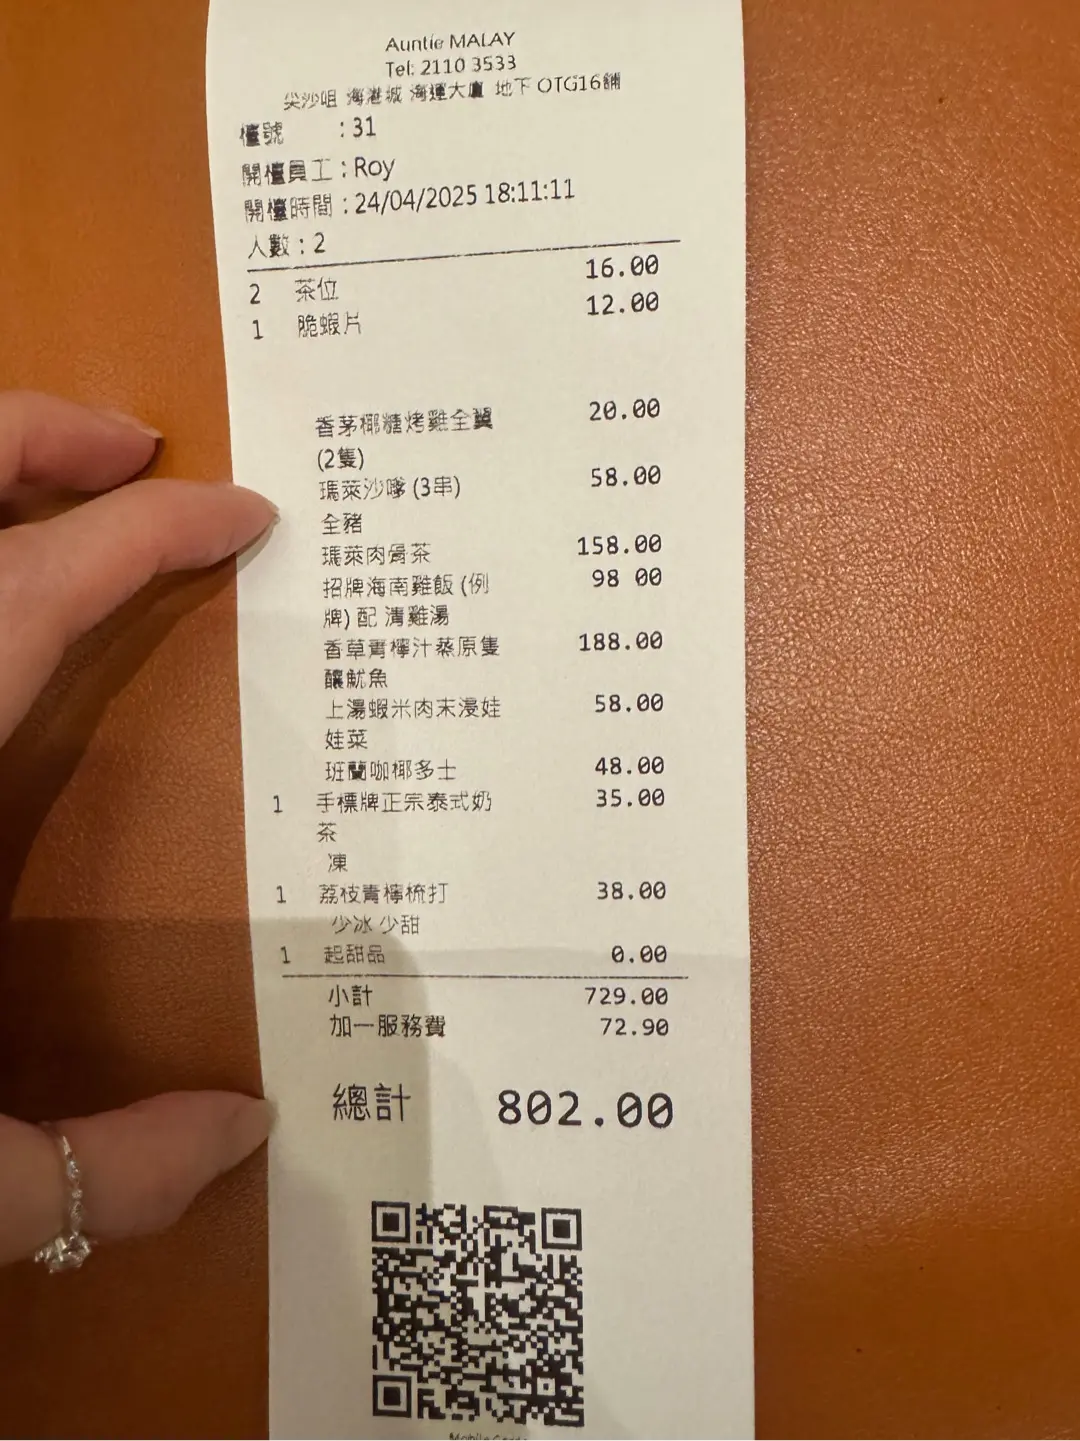 Auntie MALAY
Tel: 2110 3533
尖沙咀 海港城 海運大廈 地下 OTG16舖
檯號 : 31
開檯員工 : Roy
開檯時間 : 24/04/2025 18:11:11
人數 : 2
2 茶位 16.00
1 脆蝦片 12.00
香茅椰糖烤雞全翼 20.00
(2隻)
瑪萊沙嗲 (3串) 58.00
全豬
瑪萊肉骨茶 158.00
招牌海南雞飯 (例 98 00
牌) 配 清雞湯
香草青檸汁蒸原隻 188.00
釀魷魚
上湯蝦米肉末浸娃 58.00
娃菜
班蘭咖椰多士 48.00
1 手標牌正宗泰式奶 35.00
茶
凍
1 荔枝青檸梳打 38.00
少冰 少甜
1 起甜品 0.00
小計 729.00
加一服務費 72.90
總計 802.00